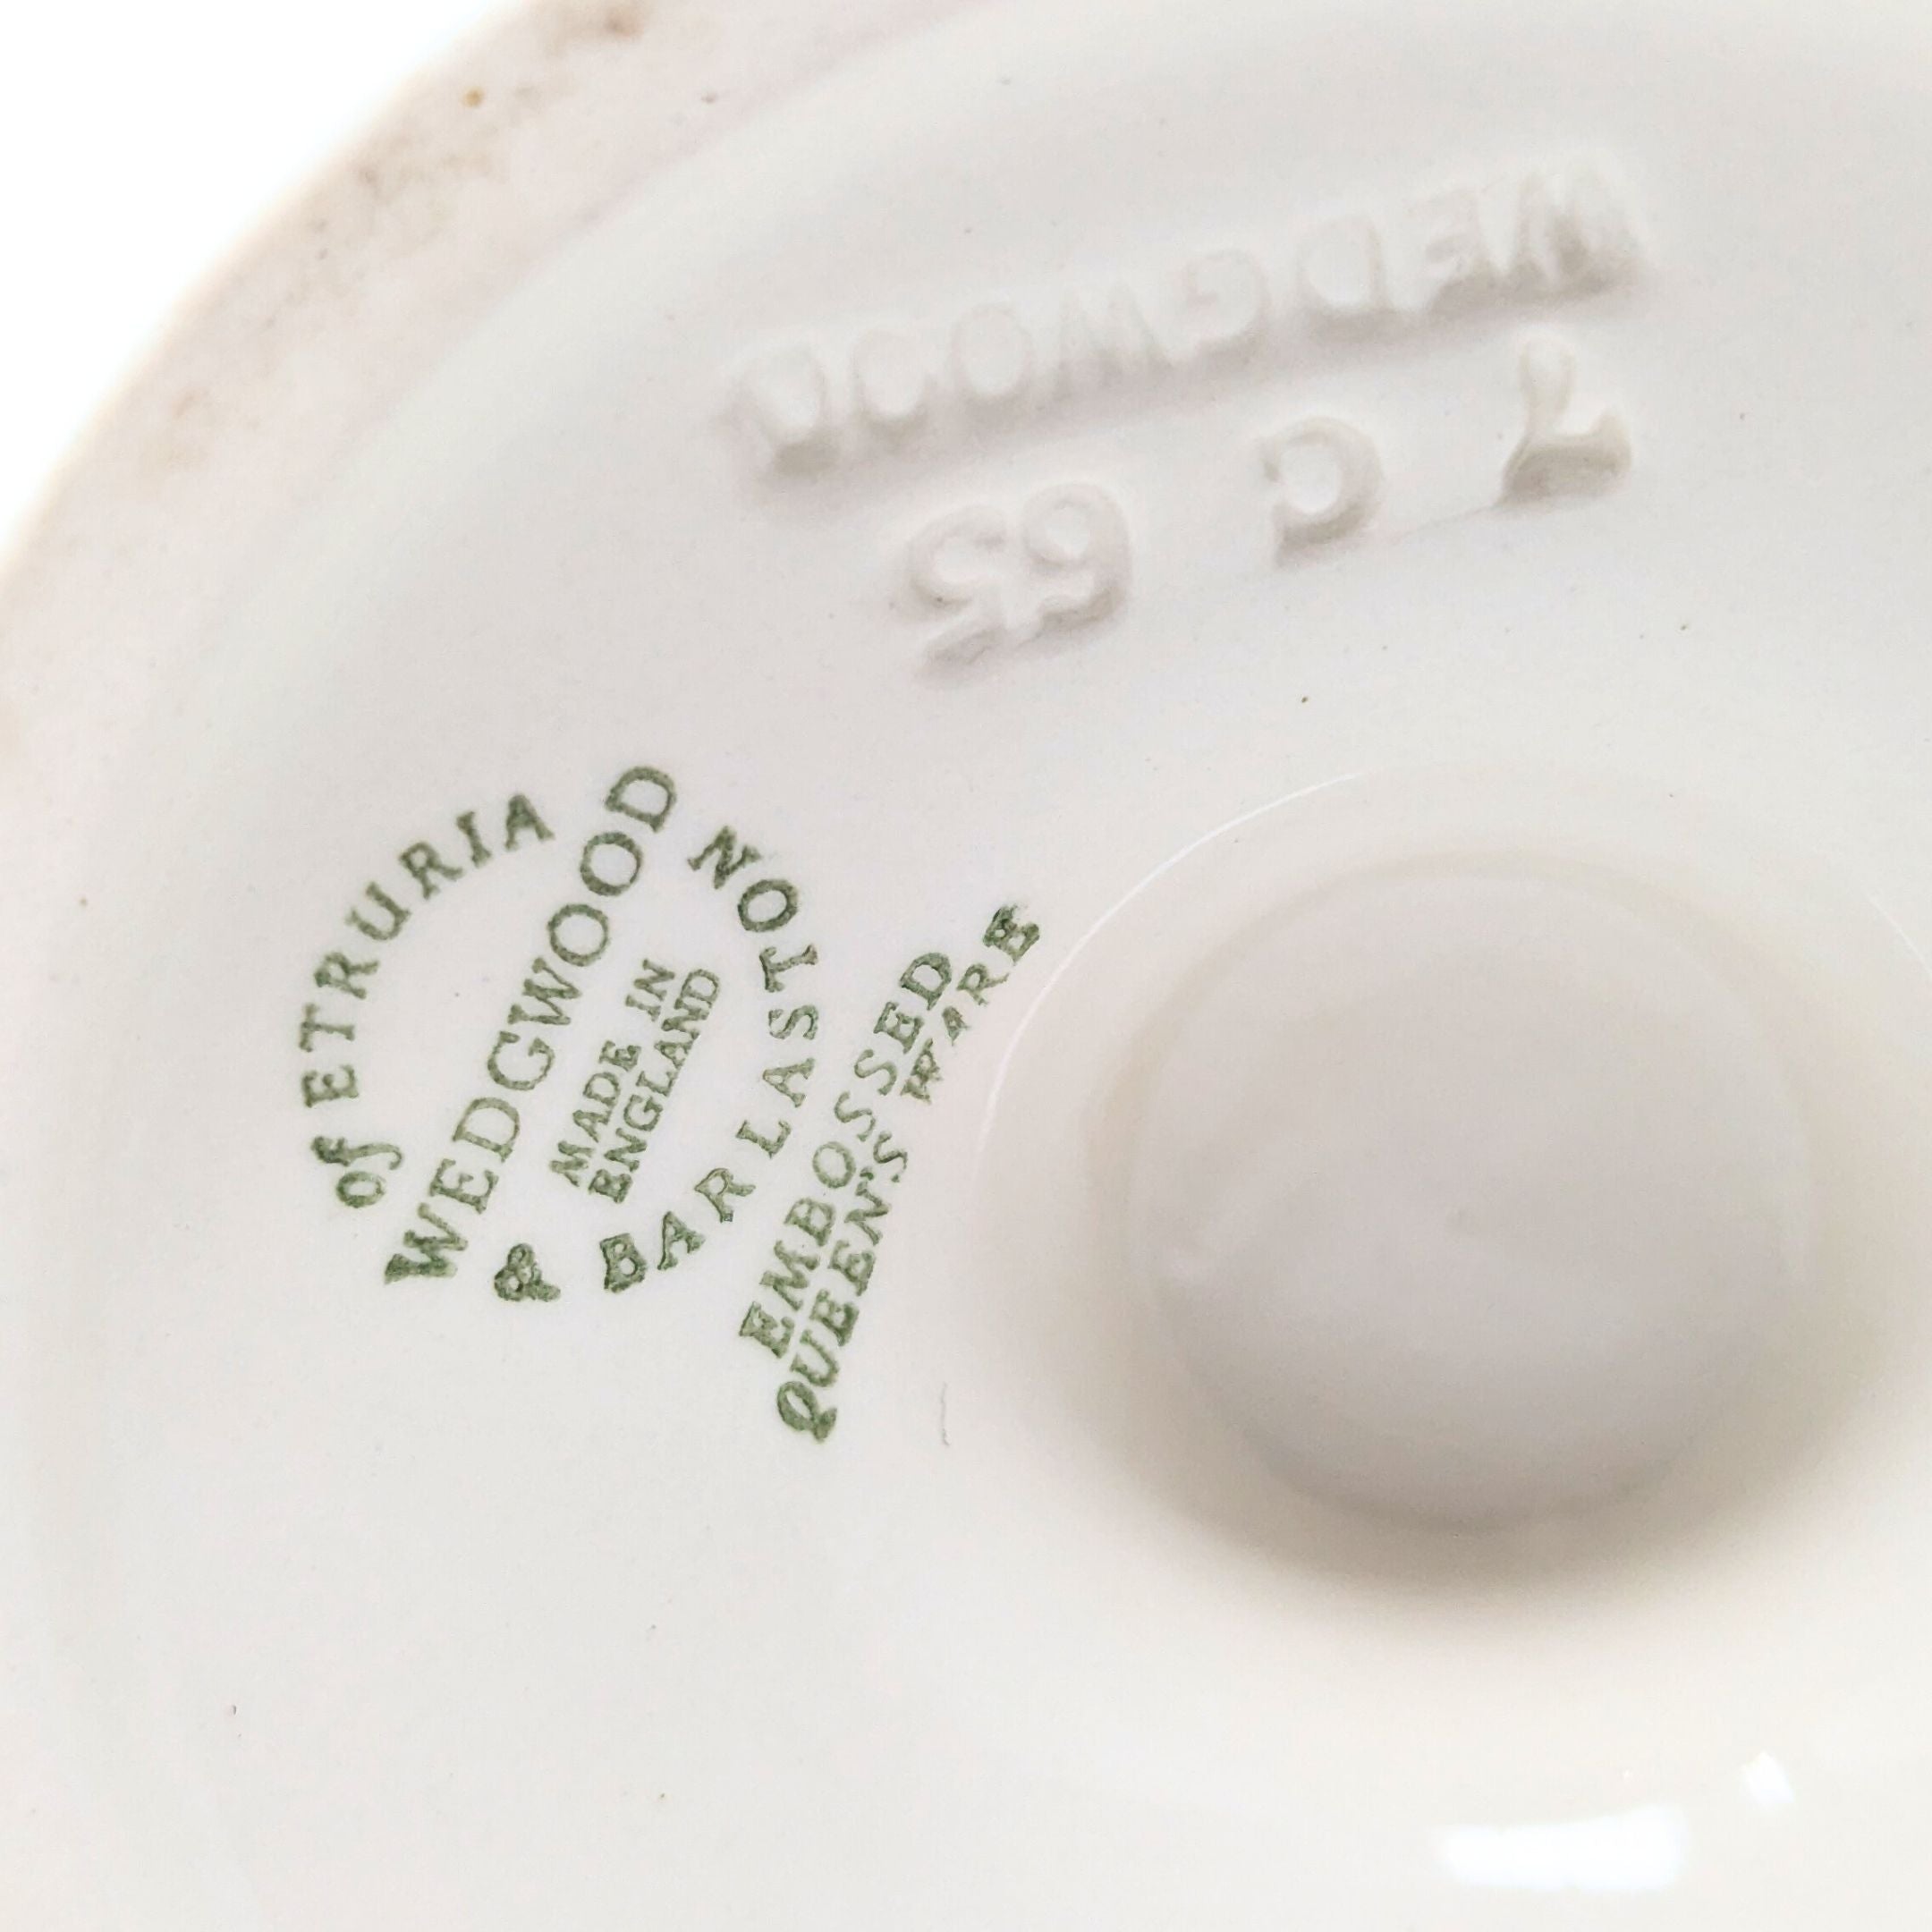 7 C 65
WEDGWOOD
of ETRURIA
WEDGWOOD
MADE IN
ENGLAND
& BARLASTON
EMBOSSED
QUEEN'S WARE